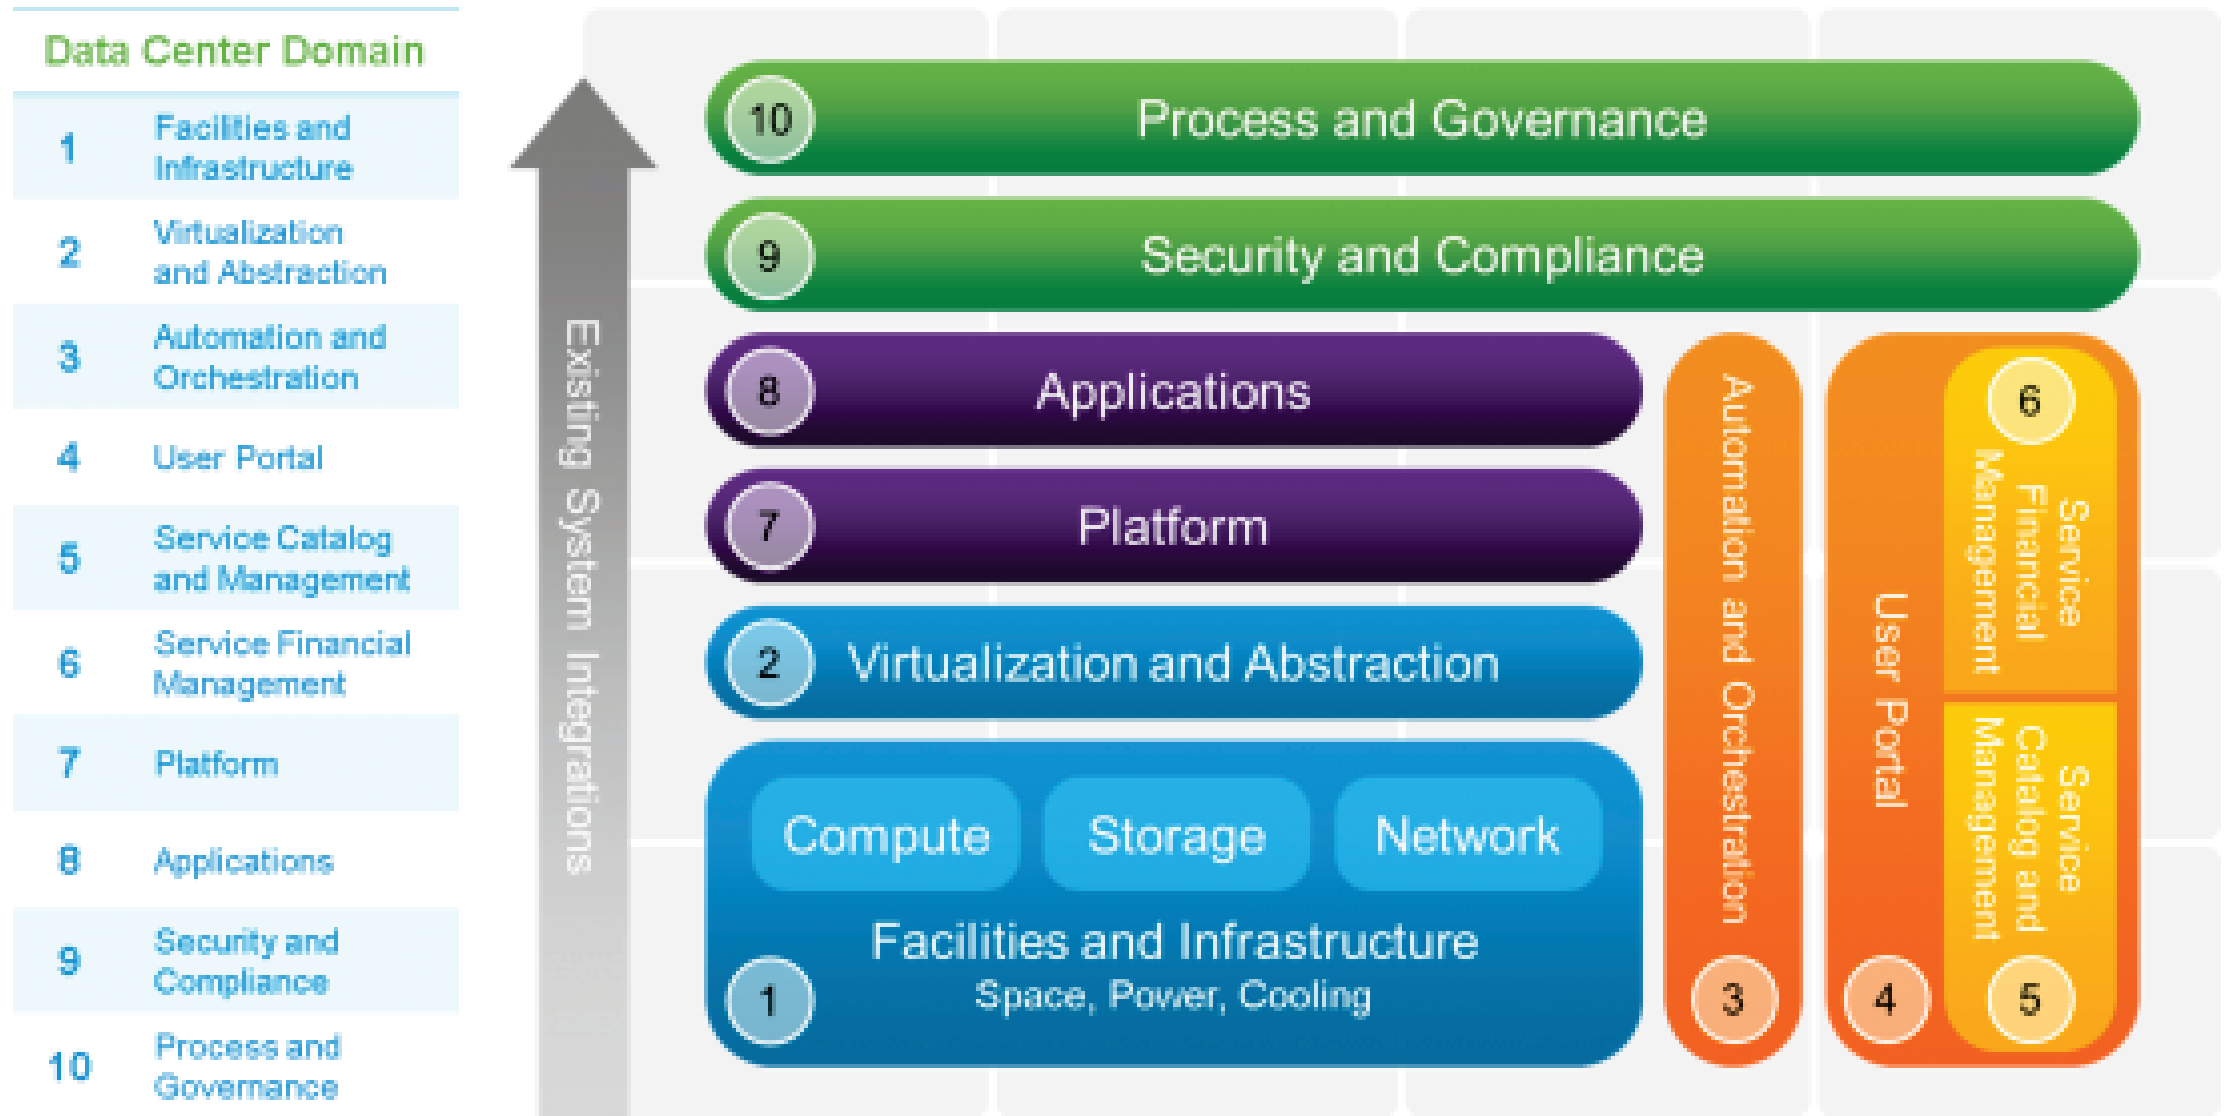 Data Center Domain
1
Facilities and
Infrastructure
2
Virtualization
and Abstraction
3
Automation and
Orchestration
4
User Portal
5
Service Catalog
and Management
6
Service Financial
Management
7
Platform
8
Applications
9
Security and
Compliance
10
Process and
Governance
Existing System Integrations
10
Process and Governance
9
Security and Compliance
8
Applications
7
Platform
2
Virtualization and Abstraction
Compute
Storage
Network
Facilities and Infrastructure
Space, Power, Cooling
1
Automation and Orchestration
3
User Portal
4
6
Service
Financial
Management
Service
Catalog and
Management
5